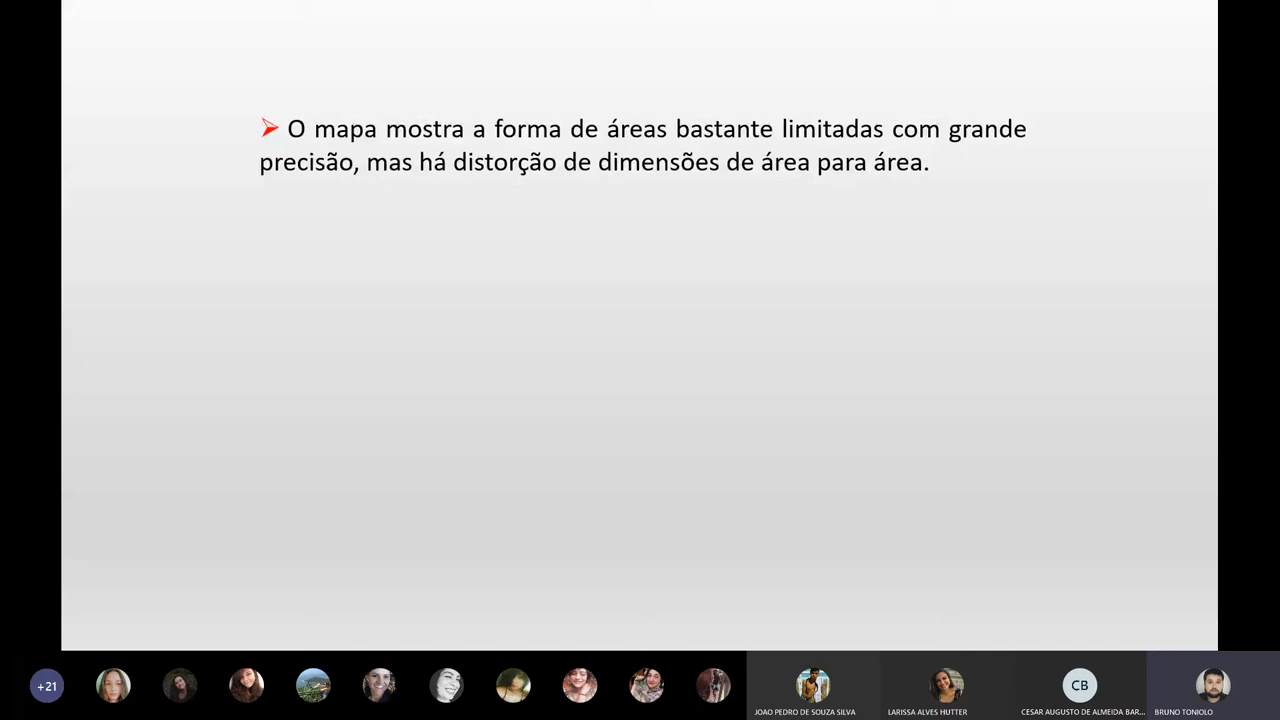 ➢ O mapa mostra a forma de áreas bastante limitadas com grande
precisão, mas há distorção de dimensões de área para área.
+21
JOAO PEDRO DE SOUZA SILVA
LARISSA ALVES HUTTER
CB
CESAR AUGUSTO DE ALMEIDA BAR...
BRUNO TONIOLO